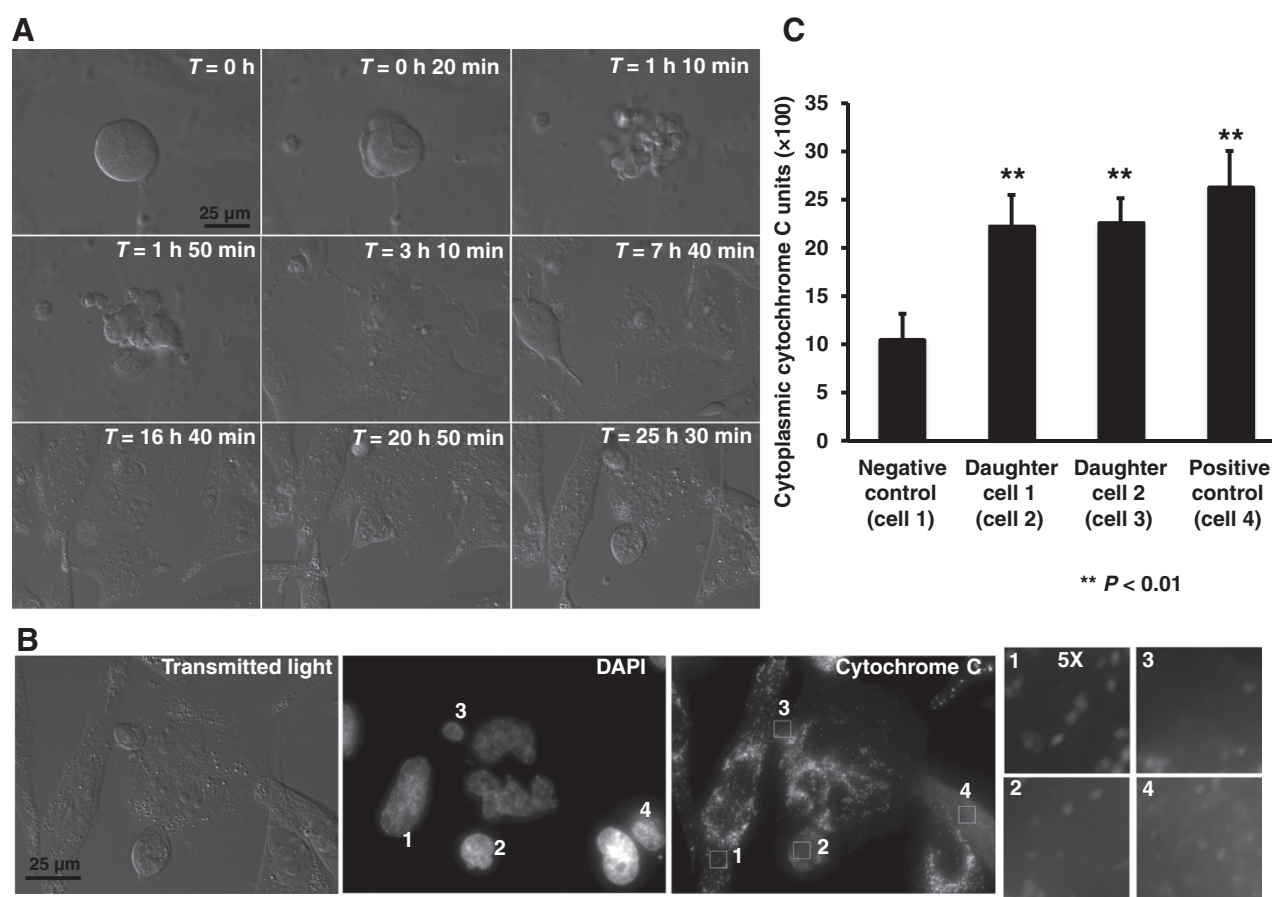 A
T = 0 h
T = 0 h 20 min
T = 1 h 10 min
25 µm
T = 1 h 50 min
T = 3 h 10 min
T = 7 h 40 min
T = 16 h 40 min
T = 20 h 50 min
T = 25 h 30 min
C
Cytoplasmic cytochhrome C units (×100)
35
30
25
20
15
10
5
0
**
**
**
Negative control (cell 1)
Daughter cell 1 (cell 2)
Daughter cell 2 (cell 3)
Positive control (cell 4)
** P < 0.01
B
Transmitted light
25 µm
DAPI
3
1
2
4
Cytochrome C
3
4
1
2
1
5X
3
2
4